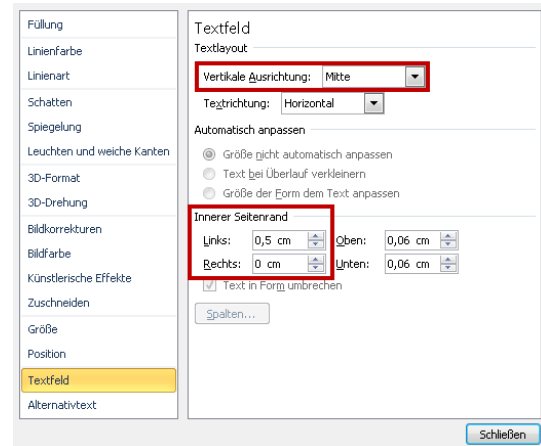 Füllung
Linienfarbe
Linienart
Schatten
Spiegelung
Leuchten und weiche Kanten
3D-Format
3D-Drehung
Bildkorrekturen
Bildfarbe
Künstlerische Effekte
Zuschneiden
Größe
Position
Textfeld
Alternativtext
Textfeld
Textlayout
Vertikale Ausrichtung: Mitte
Textrichtung: Horizontal
Automatisch anpassen
Größe nicht automatisch anpassen
Text bei Überlauf verkleinern
Größe der Form dem Text anpassen
Innerer Seitenrand
Links: 0,5 cm Oben: 0,06 cm
Rechts: 0 cm Unten: 0,06 cm
Text in Form umbrechen
Spalten...
Schließen